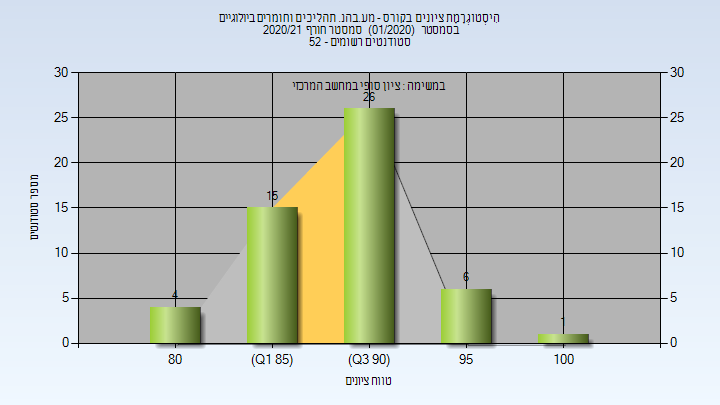 היסטוגרמת ציונים בקורס - מע.בהנ. תהליכים וחומרים ביולוגיים
בסמסטר (01/2020) סמסטר חורף 2020/21
סטודנטים רשומים - 52
במשימה : ציון סופי במחשב המרכזי
מספר סטודנטים
30 30
25 25
20 20
15 15
10 10
5 5
0 0
4 15 26 6 1
80 (Q1 85) (Q3 90) 95 100
טווח ציונים